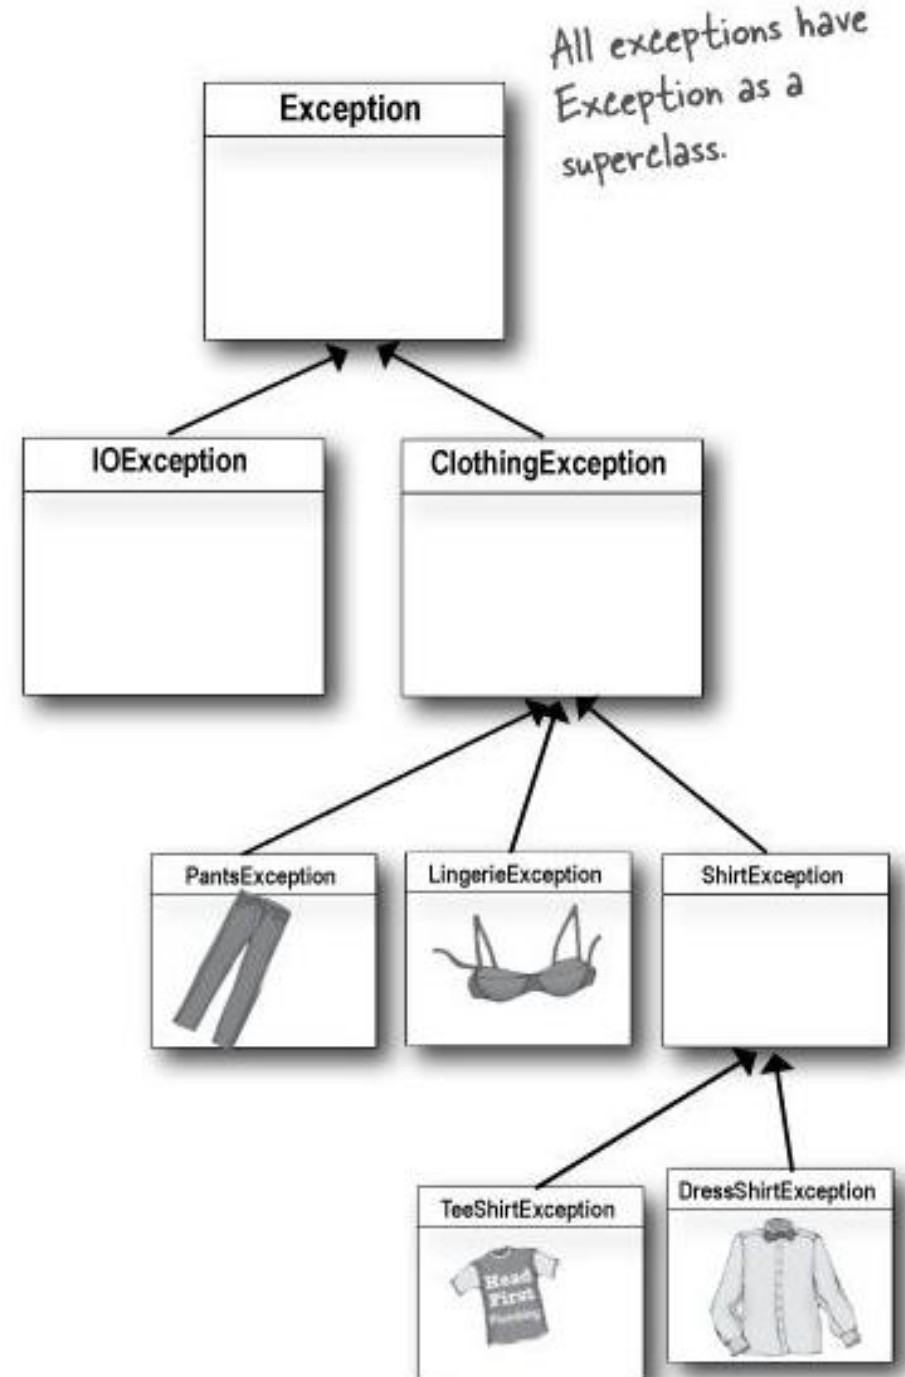 All exceptions have
Exception as a
superclass.
Exception
IOException
ClothingException
PantsException
LingerieException
ShirtException
TeeShirtException
DressShirtException
Head
First